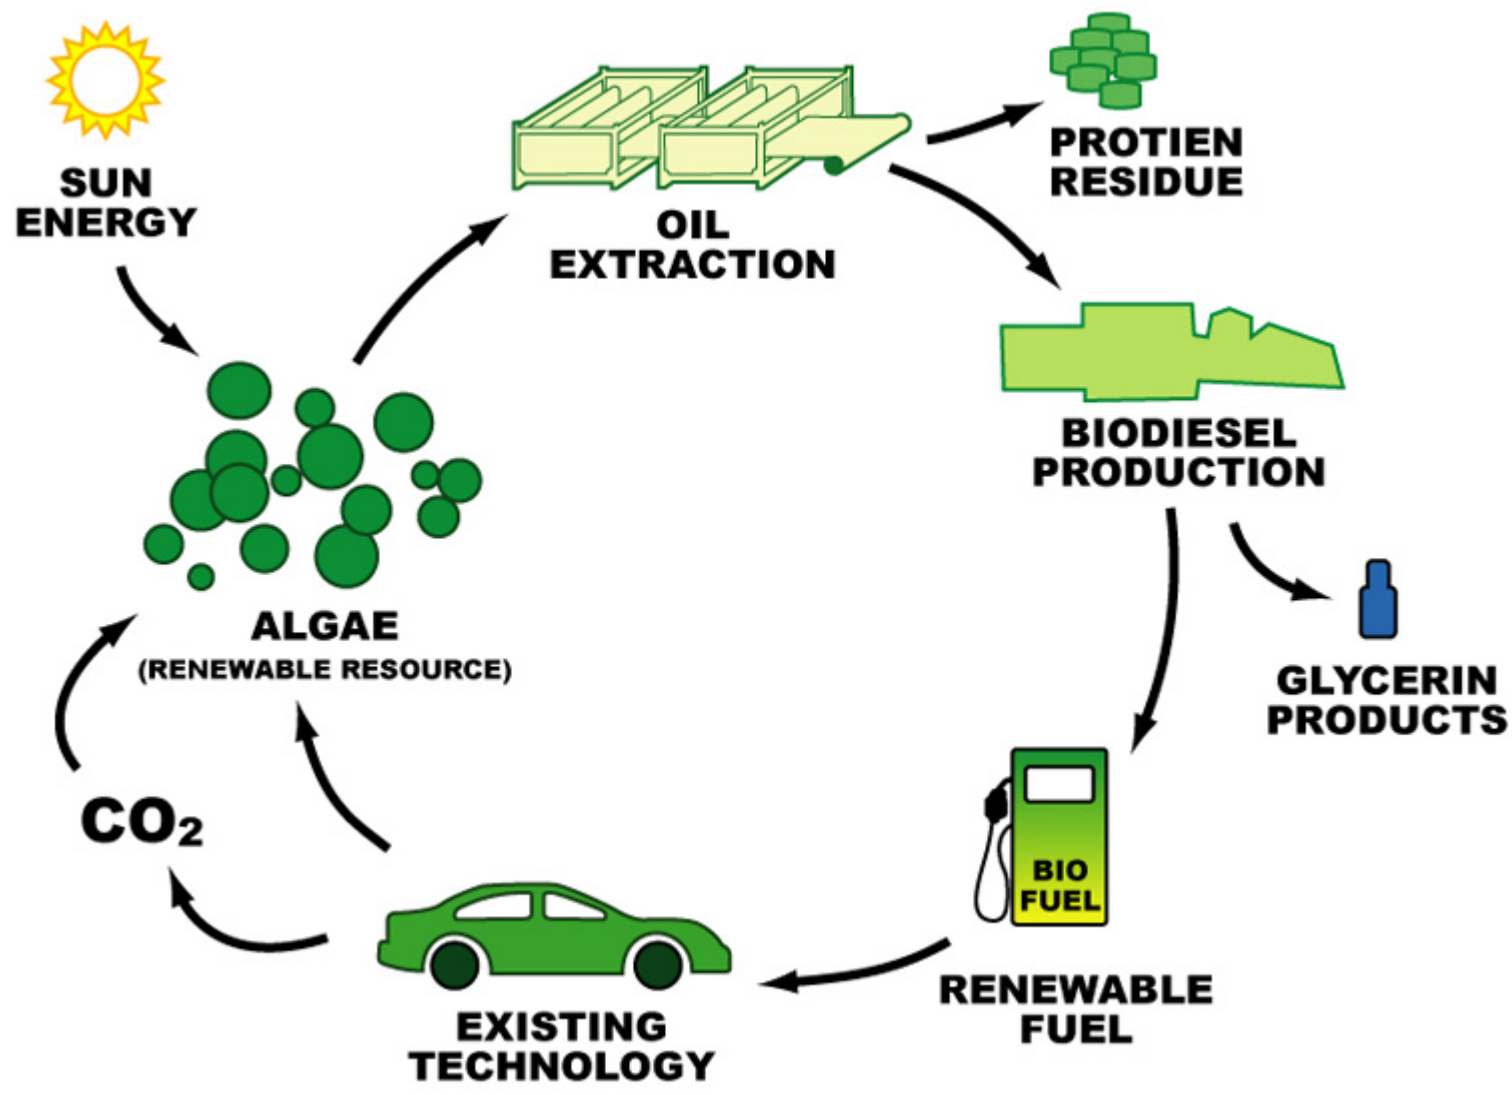 SUN
ENERGY
OIL
EXTRACTION
PROTIEN
RESIDUE
BIODIESEL
PRODUCTION
GLYCERIN
PRODUCTS
BIO
FUEL
RENEWABLE
FUEL
EXISTING
TECHNOLOGY
CO₂
ALGAE
(RENEWABLE RESOURCE)